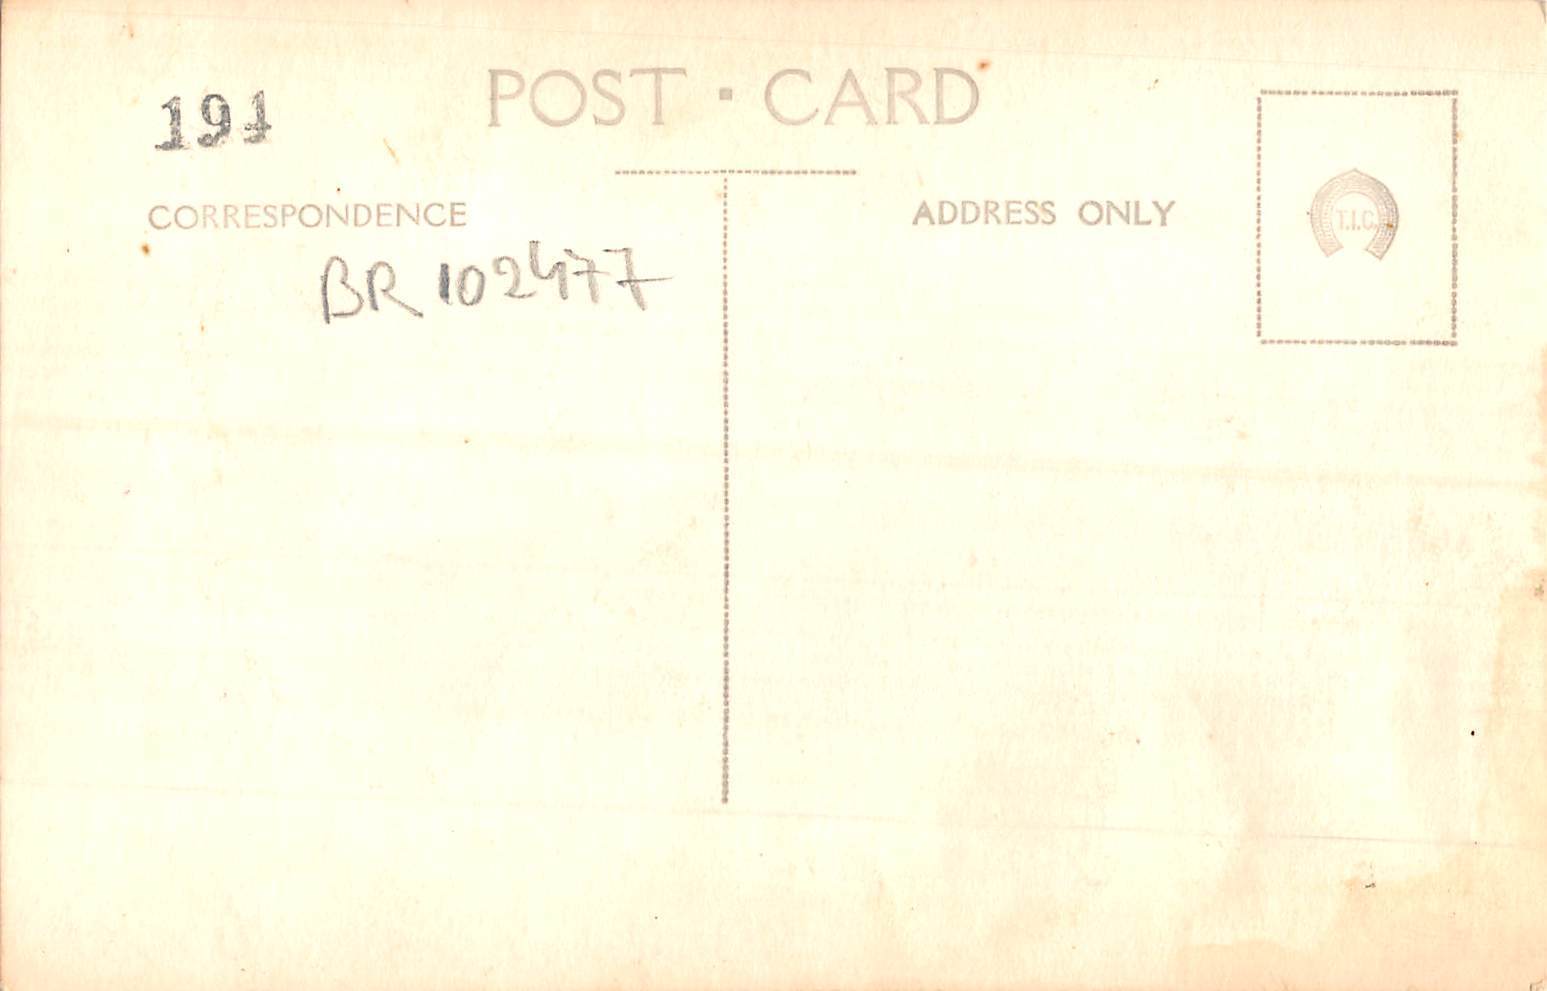 POST · CARD
191
CORRESPONDENCE
ADDRESS ONLY
T.I.C.
BR 102477